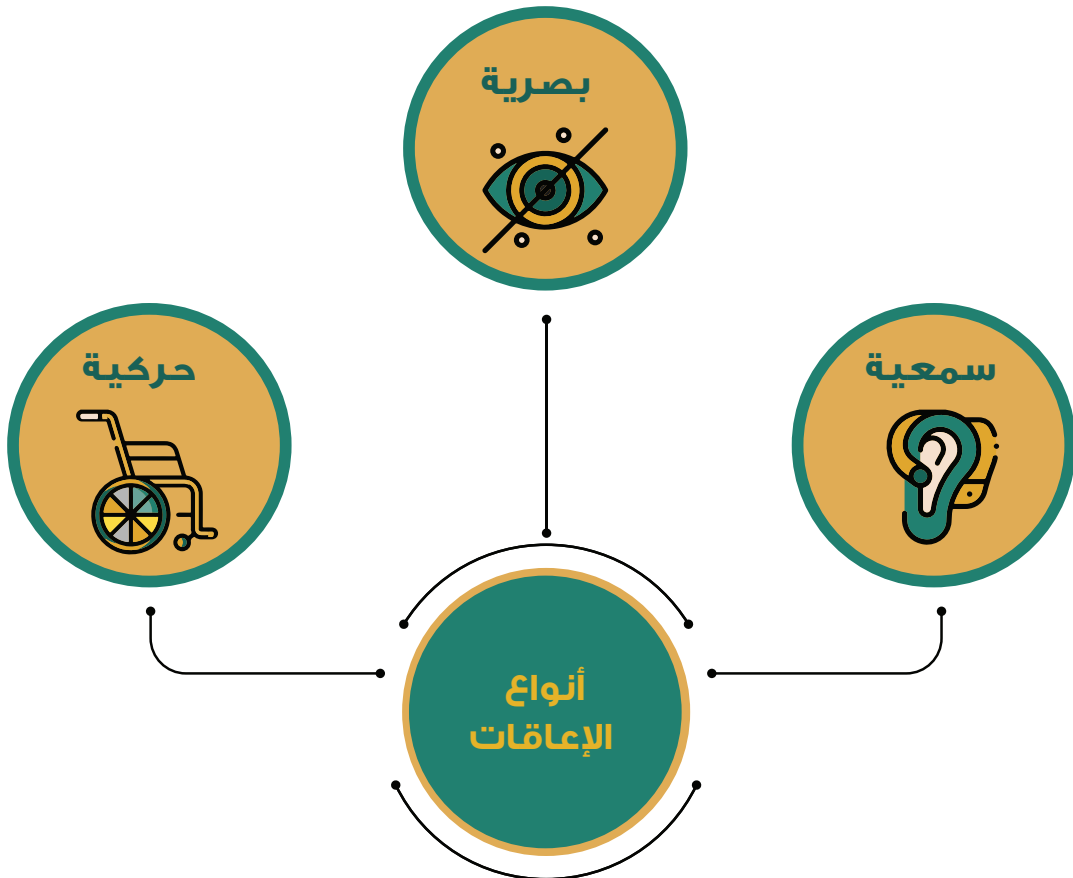 بصرية
سمعية
حركية
أنواع
الإعاقات